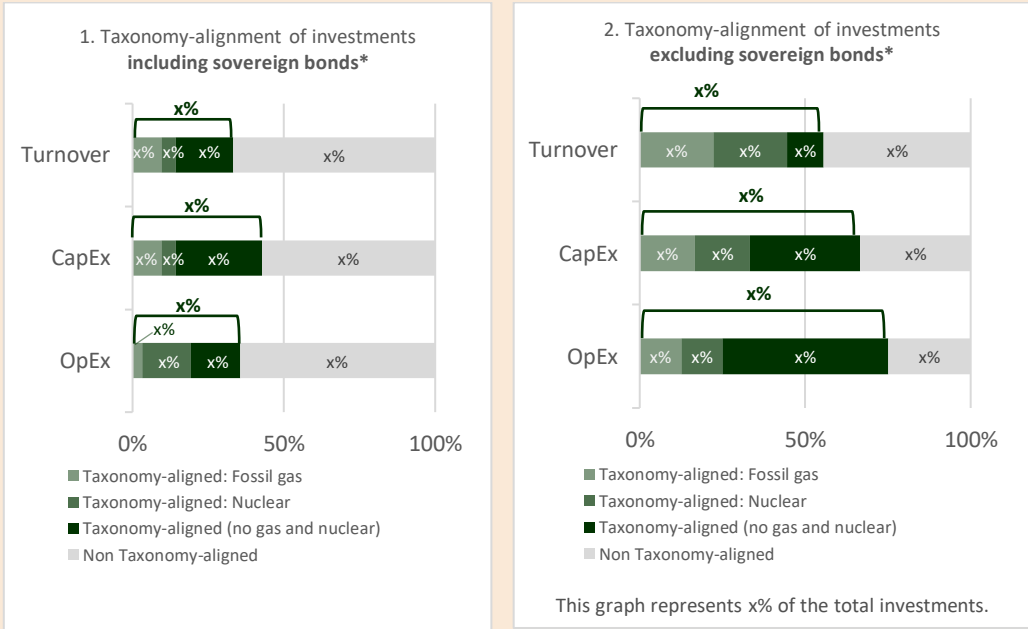 1. Taxonomy-alignment of investments
including sovereign bonds*
x%
Turnover
x% x% x% x%
x%
CapEx
x% x% x% x%
x%
x%
OpEx
x% x% x%
0% 50% 100%
Taxonomy-aligned: Fossil gas
Taxonomy-aligned: Nuclear
Taxonomy-aligned (no gas and nuclear)
Non Taxonomy-aligned
2. Taxonomy-alignment of investments
excluding sovereign bonds*
x%
Turnover
x% x% x% x%
x%
CapEx
x% x% x% x%
x%
OpEx
x% x% x% x%
0% 50% 100%
Taxonomy-aligned: Fossil gas
Taxonomy-aligned: Nuclear
Taxonomy-aligned (no gas and nuclear)
Non Taxonomy-aligned
This graph represents x% of the total investments.